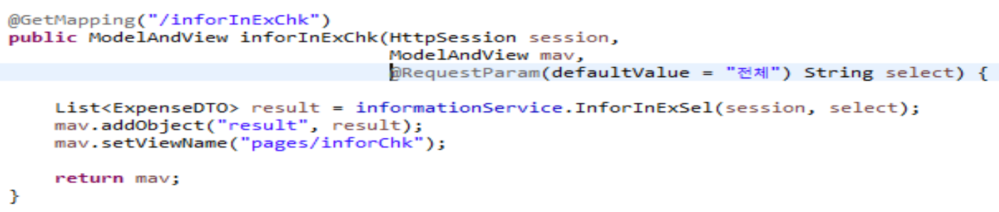 @GetMapping("/inforInExChk")
public ModelAndView inforInExChk(HttpSession session,
ModelAndView mav,
@RequestParam(defaultValue = "전체") String select) {
List<ExpenseDTO> result = informationService.InforInExSel(session, select);
mav.addObject("result", result);
mav.setViewName("pages/inforChk");
return mav;
}